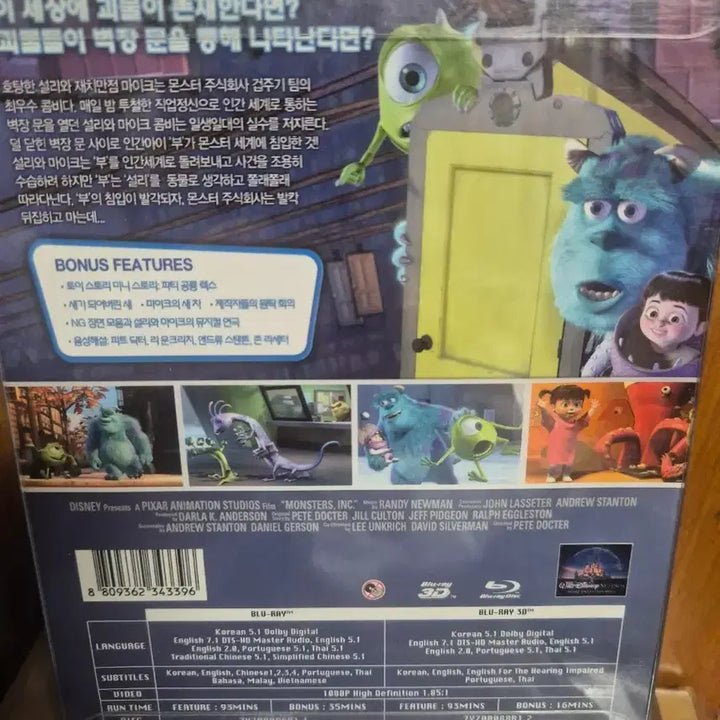 이 세상에 괴물이 존재한다면?
괴물들이 벽장 문을 통해 나타난다면?
호탕한 설리와 재치만점 마이크는 몬스터 주식회사 겁주기 팀의
최우수 콤비다. 매일 밤 투철한 직업정신으로 인간 세계로 통하는
벽장 문을 열던 설리와 마이크 콤비는 일생일대의 실수를 저지른다.
덜 닫힌 벽장 문 사이로 인간아이 '부'가 몬스터 세계에 침입한 것!
설리와 마이크는 '부'를 인간세계로 돌려보내고 사건을 조용히
수습하려 하지만 '부'는 '설리'를 동물로 생각하고 쫄래쫄래
따라다닌다. '부'의 침입이 발각되자, 몬스터 주식회사는 발칵
뒤집히고 마는데...
BONUS FEATURES
• 토이 스토리 미니 스토리: 파티 공룡 렉스
• 새가 되어버린 새 • 마이크의 새 차 • 제작자들의 원탁 회의
• NG 장면 모음과 설리와 마이크의 뮤지컬 연극
• 음성해설: 피트 닥터, 리 운크리치, 앤드류 스탠튼, 존 라세터
DISNEY Presents A PIXAR ANIMATION STUDIOS Film "MONSTERS, INC." Music by RANDY NEWMAN Executive Producers JOHN LASSETER ANDREW STANTON
Produced by DARLA K. ANDERSON Original Story by PETE DOCTER JILL CULTON JEFF PIDGEON RALPH EGGLESTON
Screenplay by ANDREW STANTON DANIEL GERSON Co-Directed by LEE UNKRICH DAVID SILVERMAN Directed by PETE DOCTER
8 809362 343396
Blu-ray 3D
Blu-ray Disc
WALT DISNEY
BLU-RAY™ BLU-RAY 3D™
LANGUAGE
Korean 5.1 Dolby Digital
English 7.1 DTS-HD Master Audio, English 5.1
English 2.0, Portuguese 5.1, Thai 5.1
Traditional Chinese 5.1, Simplified Chinese 5.1
Korean 5.1 Dolby Digital
English 7.1 DTS-HD Master Audio, English 5.1
English 2.0, Portuguese 5.1, Thai 5.1
SUBTITLES
Korean, English, Chinese1,2,3,4, Portuguese, Thai
Bahasa, Malay, Vietnamese
Korean, English, English For The Hearing Impaired
Portuguese, Thai
VIDEO 1080P High Definition 1.85:1
RUN TIME FEATURE : 93MINS BONUS : 35MINS FEATURE : 93MINS BONUS : 16MINS
DISC